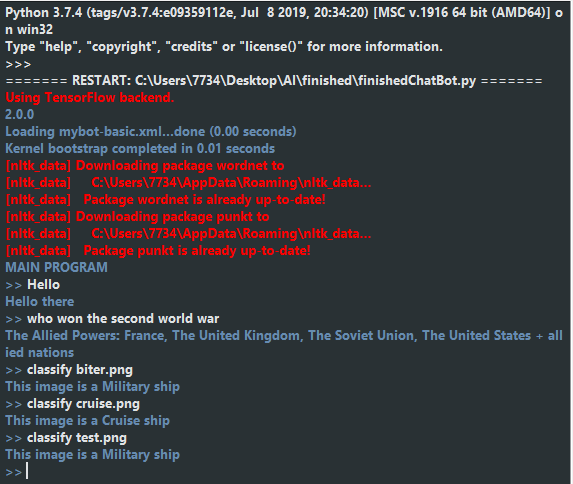 Python 3.7.4 (tags/v3.7.4:e09359112e, Jul  8 2019, 20:34:20) [MSC v.1916 64 bit (AMD64)] o
n win32
Type "help", "copyright", "credits" or "license()" for more information.
>>>
======= RESTART: C:\Users\7734\Desktop\AI\finished\finishedChatBot.py =======
Using TensorFlow backend.
2.0.0
Loading mybot-basic.xml...done (0.00 seconds)
Kernel bootstrap completed in 0.01 seconds
[nltk_data] Downloading package wordnet to
[nltk_data]     C:\Users\7734\AppData\Roaming\nltk_data...
[nltk_data]   Package wordnet is already up-to-date!
[nltk_data] Downloading package punkt to
[nltk_data]     C:\Users\7734\AppData\Roaming\nltk_data...
[nltk_data]   Package punkt is already up-to-date!
MAIN PROGRAM
>> Hello
Hello there
>> who won the second world war
The Allied Powers: France, The United Kingdom, The Soviet Union, The United States + all
ied nations
>> classify biter.png
This image is a Military ship
>> classify cruise.png
This image is a Cruise ship
>> classify test.png
This image is a Military ship
>>